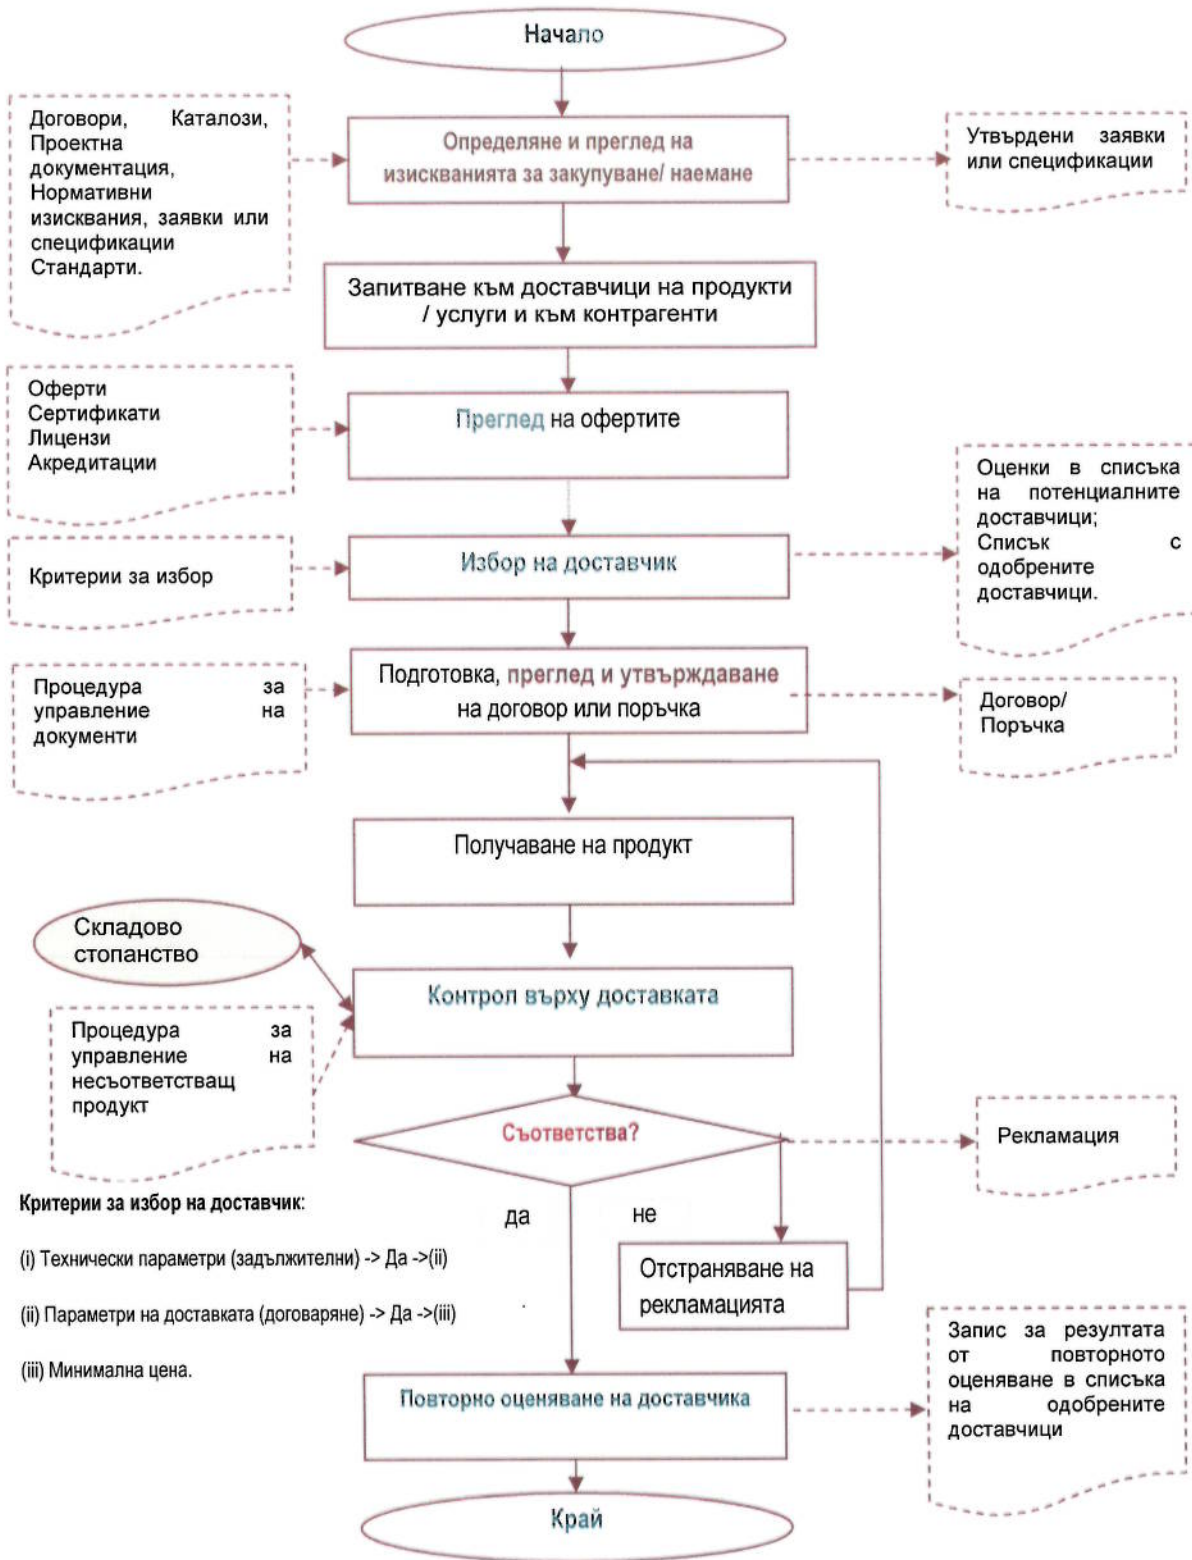 Начало
Договори, Каталози,
Проектна
документация,
Нормативни
изисквания, заявки или
спецификации
Стандарти.
Определяне и преглед на
изискванията за закупуване/ наемане
Утвърдени заявки
или спецификации
Запитване към доставчици на продукти
/ услуги и към контрагенти
Оферти
Сертификати
Лицензи
Акредитации
Преглед на офертите
Оценки в списъка
на потенциалните
доставчици;
Списък с
одобрените
доставчици.
Критерии за избор
Избор на доставчик
Процедура за
управление на
документи
Подготовка, преглед и утвърждаване
на договор или поръчка
Договор/
Поръчка
Получаване на продукт
Складово
стопанство
Контрол върху доставката
Процедура за
управление на
несъответстващ
продукт
Съответства?
Рекламация
Критерии за избор на доставчик:
(i) Технически параметри (задължителни) -> Да ->(ii)
(ii) Параметри на доставката (договаряне) -> Да ->(iii)
(iii) Минимална цена.
да
не
Отстраняване на
рекламацията
Запис за резултата
от повторното
оценяване в списъка
на одобрените
доставчици
Повторно оценяване на доставчика
Край